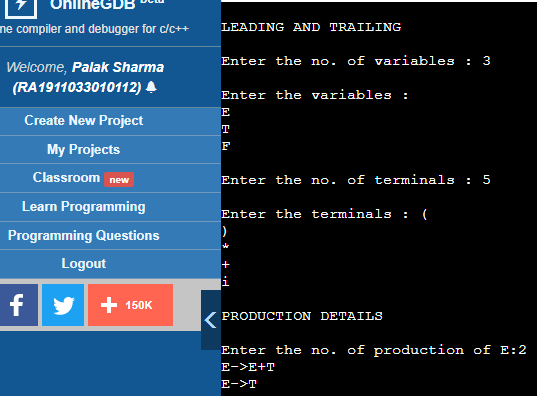 OnlineGDB beta
ne compiler and debugger for c/c++
Welcome, Palak Sharma
(RA1911033010112)
Create New Project
My Projects
Classroom new
Learn Programming
Programming Questions
Logout
f
+ 150K
LEADING AND TRAILING
Enter the no. of variables : 3
Enter the variables :
E
T
F
Enter the no. of terminals : 5
Enter the terminals : (
)
*
+
i
PRODUCTION DETAILS
Enter the no. of production of E:2
E->E+T
E->T